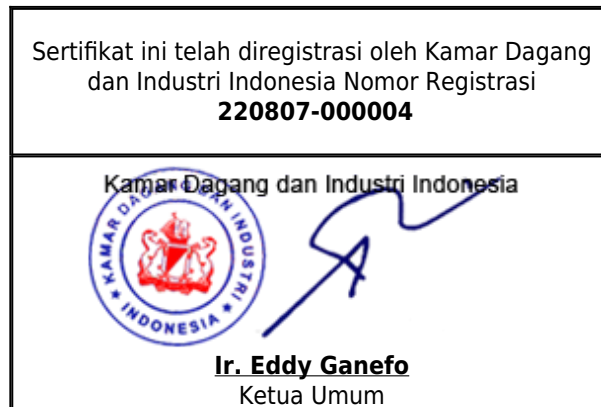 Sertifikat ini telah diregistrasi oleh Kamar Dagang
dan Industri Indonesia Nomor Registrasi
220807-000004
Kamar Dagang dan Industri Indonesia
KAMAR DAGANG DAN INDUSTRI
INDONESIA
Ir. Eddy Ganefo
Ketua Umum